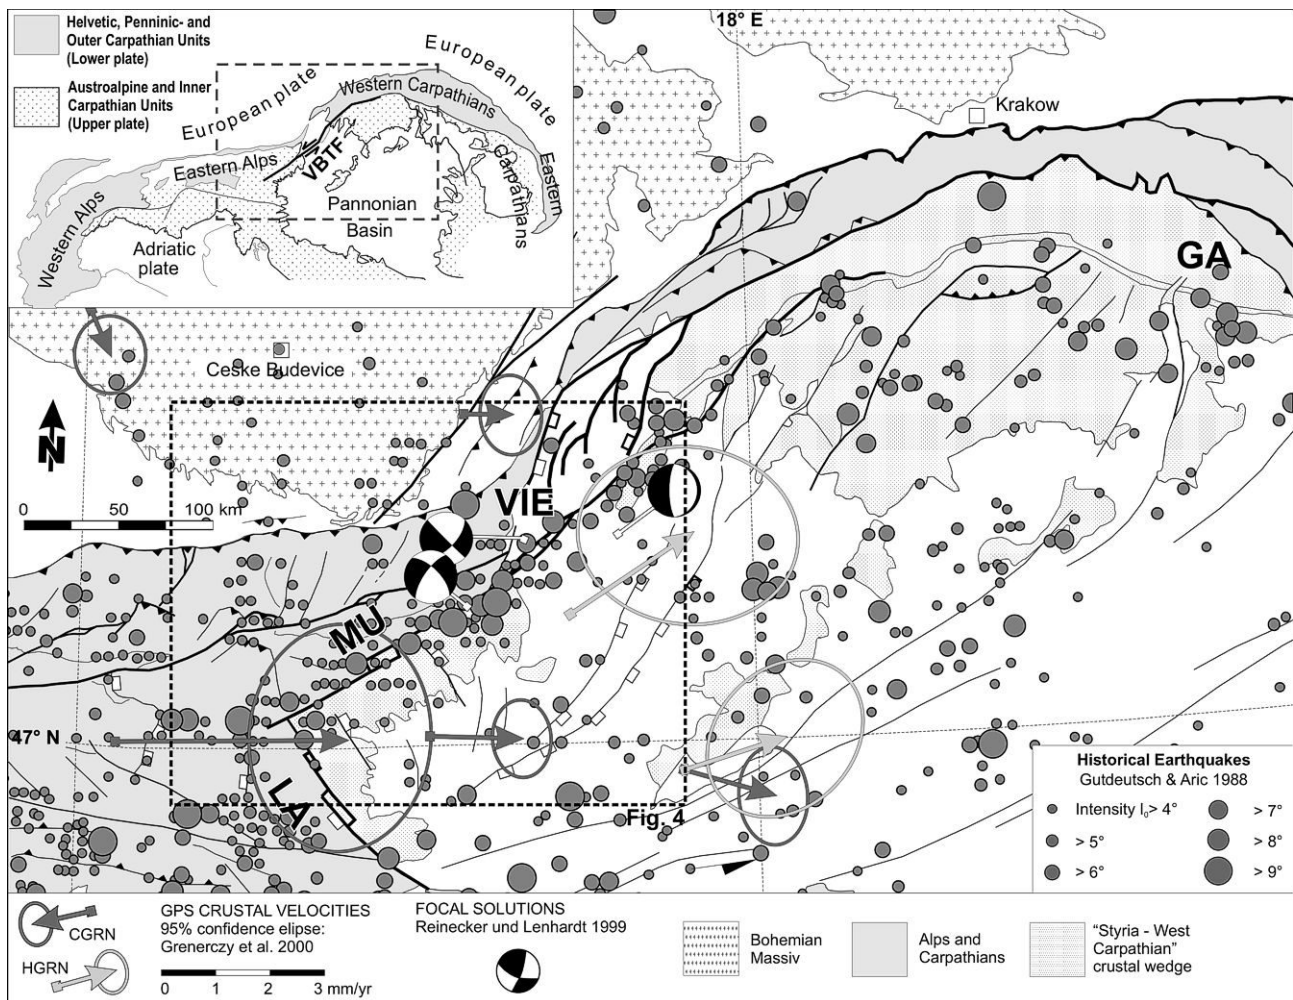 Helvetic, Penninic- and
Outer Carpathian Units
(Lower plate)
Austroalpine and Inner
Carpathian Units
(Upper plate)
European plate
European plate
Western Carpathians
Eastern Alps
VBTF
Carpathians
Eastern
Pannonian
Basin
Western Alps
Adriatic
plate
18° E
Krakow
GA
Ceske Budevice
N
0 50 100 km
VIE
MU
47° N
LA
Fig. 4
Historical Earthquakes
Gutdeutsch & Aric 1988
Intensity I₀> 4° > 7°
> 5° > 8°
> 6° > 9°
CGRN
HGRN
GPS CRUSTAL VELOCITIES
95% confidence elipse:
Grenerczy et al. 2000
0 1 2 3 mm/yr
FOCAL SOLUTIONS
Reinecker und Lenhardt 1999
Bohemian
Massiv
Alps and
Carpathians
"Styria - West
Carpathian"
crustal wedge